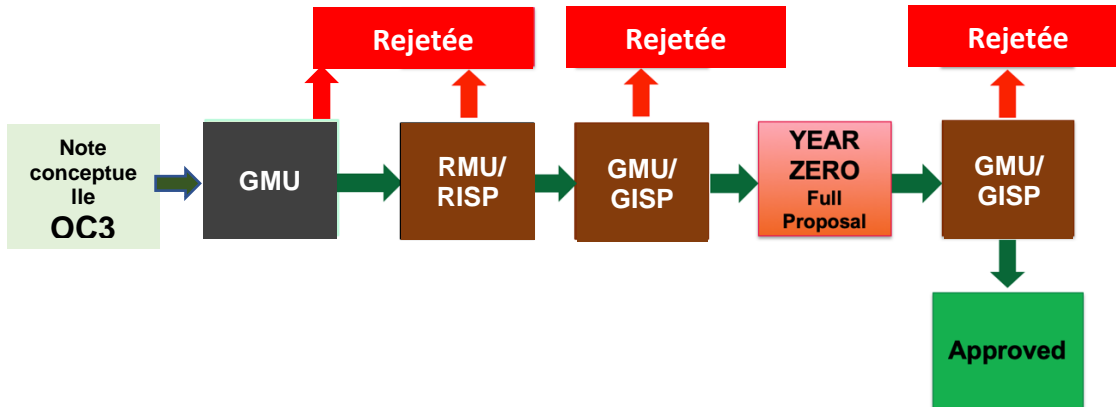 Rejetée
Rejetée
Rejetée
Note
conceptue
lle
OC3
GMU
RMU/
RISP
GMU/
GISP
YEAR
ZERO
Full
Proposal
GMU/
GISP
Approved